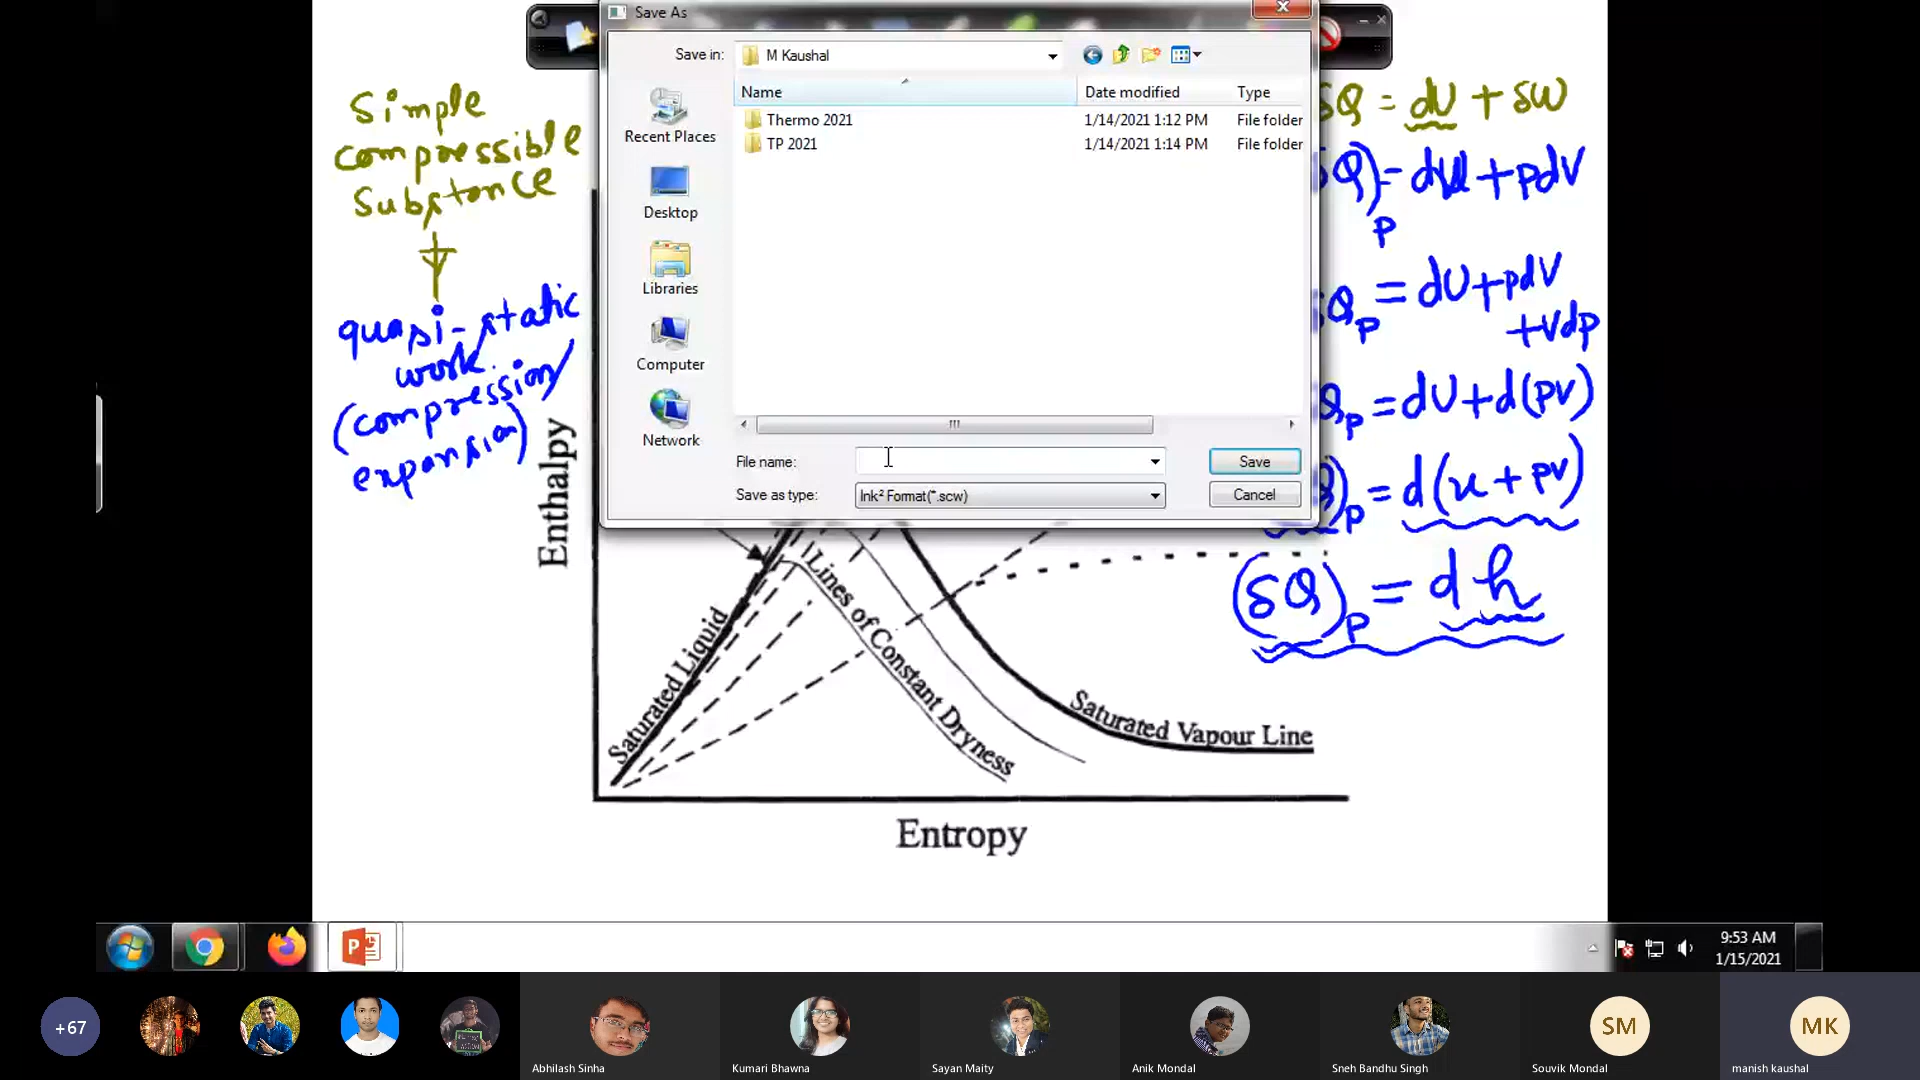 Save As
Save in:
M Kaushal
Name
Date modified
Type
Thermo 2021
1/14/2021 1:12 PM
File folder
TP 2021
1/14/2021 1:14 PM
File folder
Recent Places
Desktop
Libraries
Computer
Network
File name:
Save
Save as type:
Ink² Format(*.scw)
Cancel
Simple
compressible
Substance
quasi-static
work
(compression/
expansion)
δQ = dU + δW
δQ)p = dU + pdV
δQp = dU + pdV
+Vdp
Qp = dU + d(pV)
)p = d(u + pv)
(δQ)p = dh
Enthalpy
Saturated Liquid
Lines of Constant Dryness
Saturated Vapour Line
Entropy
9:53 AM
1/15/2021
+67
Abhilash Sinha
Kumari Bhawna
Sayan Maity
Anik Mondal
Sneh Bandhu Singh
SM
Souvik Mondal
MK
manish kaushal